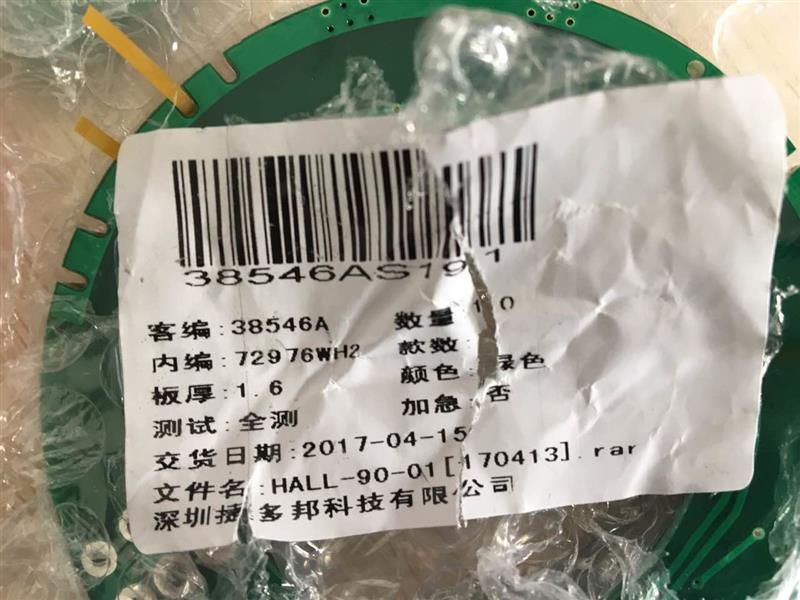 38546AS19 1
客编:38546A 数量 10
内编:72976WH2 款数:
板厚:1.6 颜色:绿色
测试:全测 加急:否
交货日期:2017-04-15
文件名:HALL-90-01[170413].rar
深圳捷多邦科技有限公司